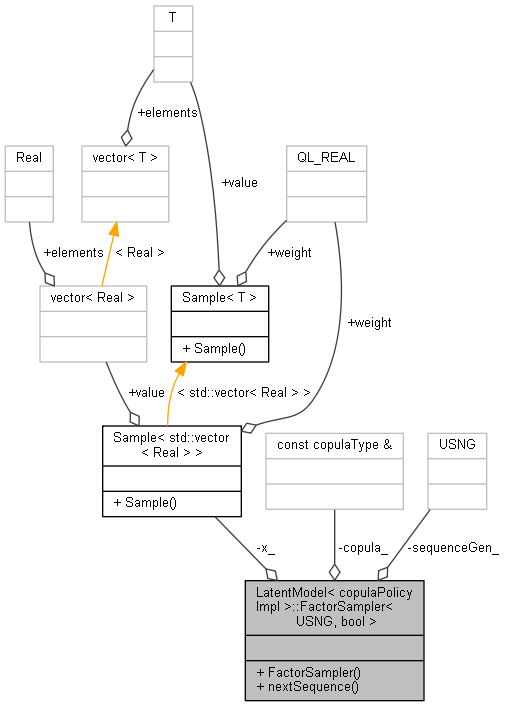 T
+elements
Real
vector< T >
QL_REAL
+value
+elements
< Real >
+weight
vector< Real >
Sample< T >
+ Sample()
+weight
+value
< std::vector< Real > >
Sample< std::vector
< Real > >
+ Sample()
const copulaType &
USNG
-x_
-copula_
-sequenceGen_
LatentModel< copulaPolicy
Impl >::FactorSampler<
USNG, bool >
+ FactorSampler()
+ nextSequence()